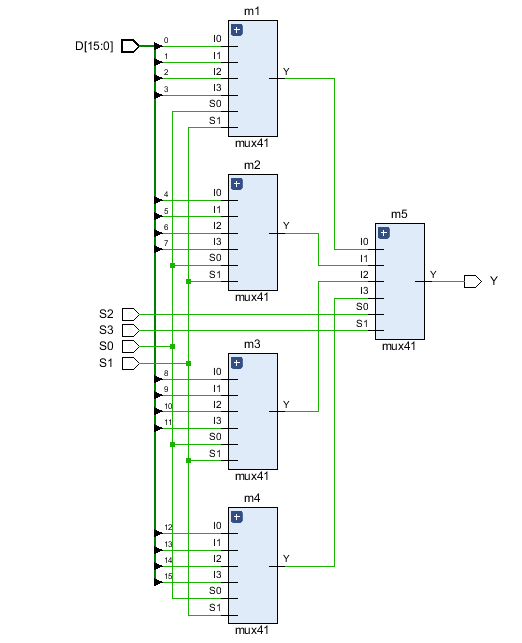 m1
D[15:0]
0 I0
1 I1
2 I2 Y
3 I3
S0
S1
mux41
m2
4 I0
5 I1
6 I2 Y
7 I3
S0
S1
mux41
m5
I0
I1
I2 Y Y
I3
S0
S1
mux41
S2
S3
S0
S1
m3
8 I0
9 I1
10 I2 Y
11 I3
S0
S1
mux41
m4
12 I0
13 I1
14 I2 Y
15 I3
S0
S1
mux41